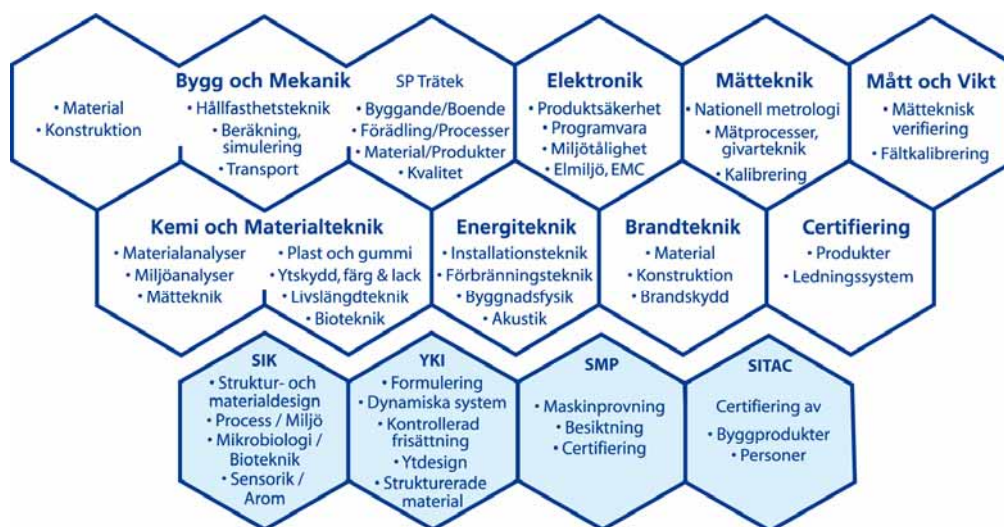 Bygg och Mekanik
• Material
• Konstruktion
• Hållfasthetsteknik
• Beräkning,
simulering
• Transport
SP Trätek
• Byggande/Boende
• Förädling/Processer
• Material/Produkter
• Kvalitet
Elektronik
• Produktsäkerhet
• Programvara
• Miljötålighet
• Elmiljö, EMC
Mätteknik
• Nationell metrologi
• Mätprocesser,
givarteknik
• Kalibrering
Mått och Vikt
• Mätteknisk
verifiering
• Fältkalibrering
Kemi och Materialteknik
• Materialanalyser
• Miljöanalyser
• Mätteknik
• Plast och gummi
• Ytskydd, färg & lack
• Livslängdteknik
• Bioteknik
Energiteknik
• Installationsteknik
• Förbränningsteknik
• Byggnadsfysik
• Akustik
Brandteknik
• Material
• Konstruktion
• Brandskydd
Certifiering
• Produkter
• Ledningssystem
SIK
• Struktur- och
materialdesign
• Process / Miljö
• Mikrobiologi /
Bioteknik
• Sensorik /
Arom
YKI
• Formulering
• Dynamiska system
• Kontrollerad
frisättning
• Ytdesign
• Strukturerade
material
SMP
• Maskinprovning
• Besiktning
• Certifiering
SITAC
Certifiering av
• Byggprodukter
• Personer